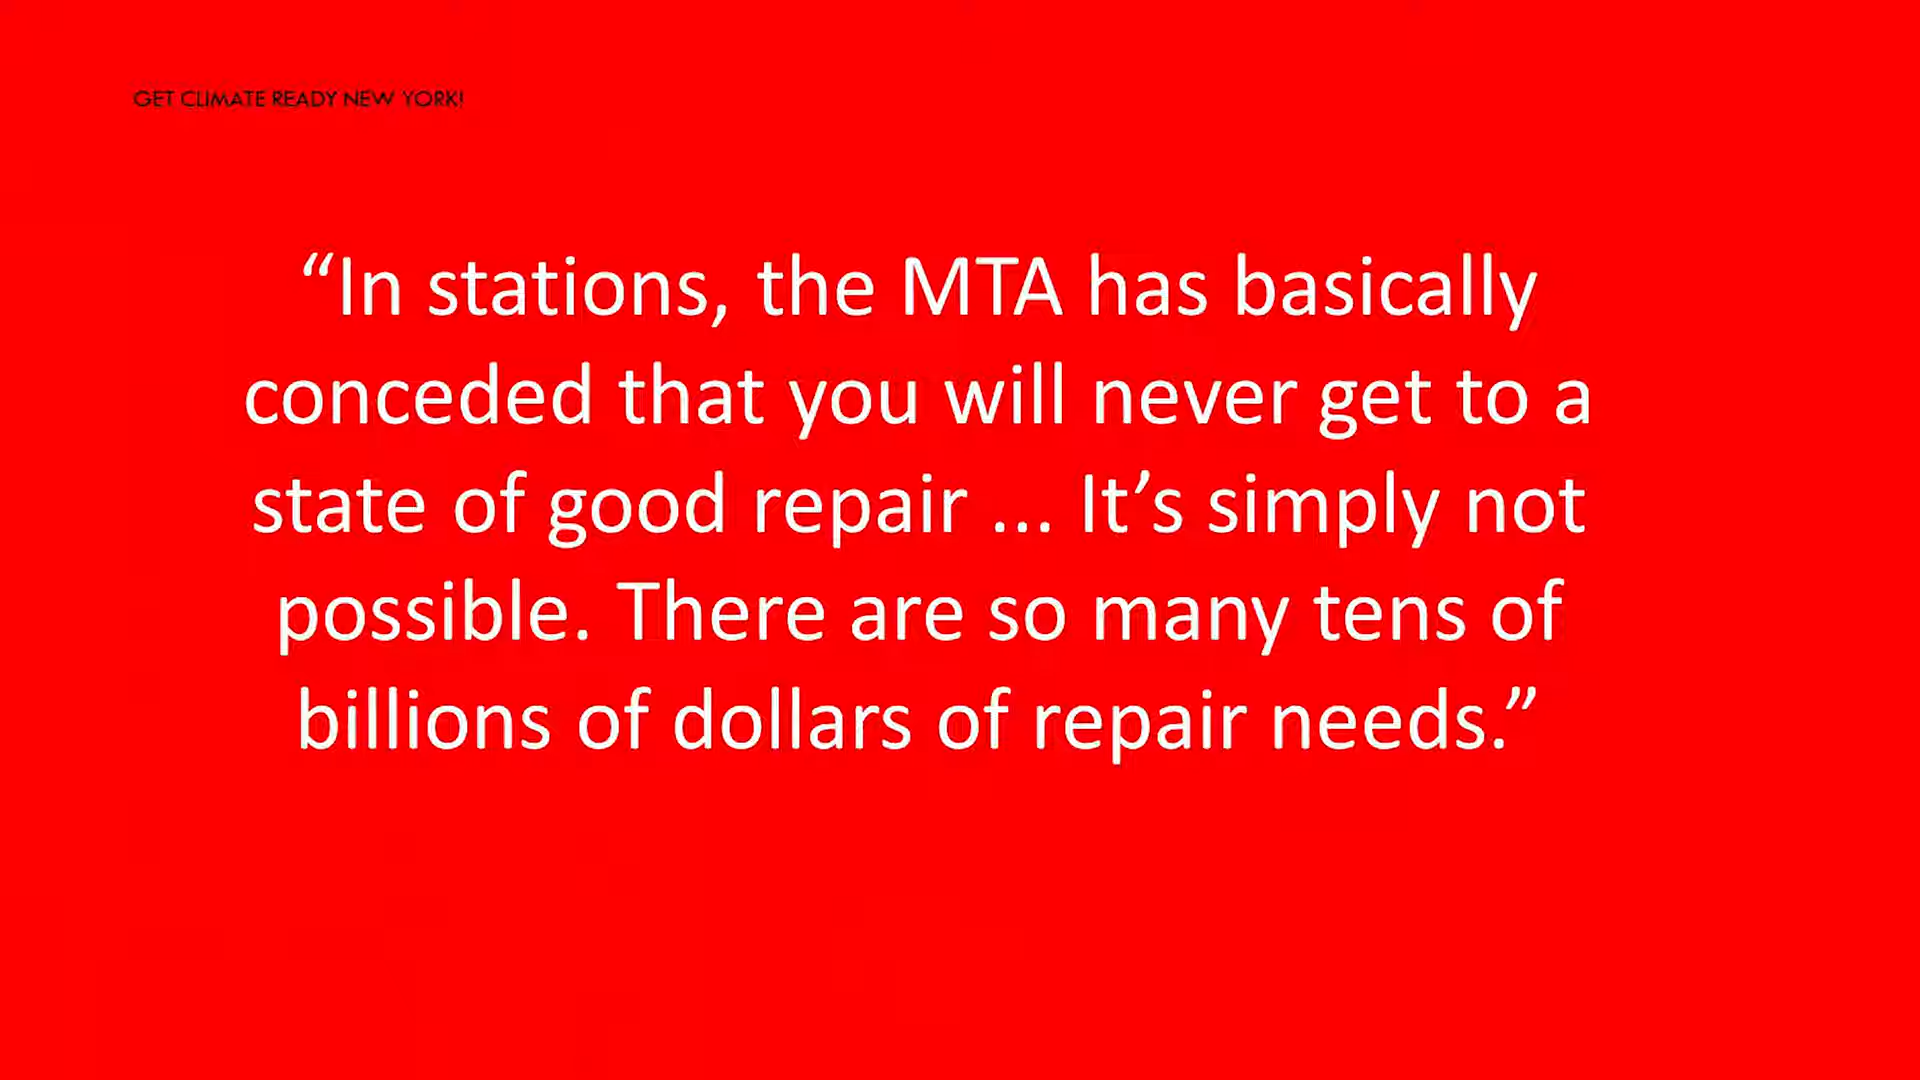 GET CLIMATE READY NEW YORK!
“In stations, the MTA has basically
conceded that you will never get to a
state of good repair ... It’s simply not
possible. There are so many tens of
billions of dollars of repair needs.”